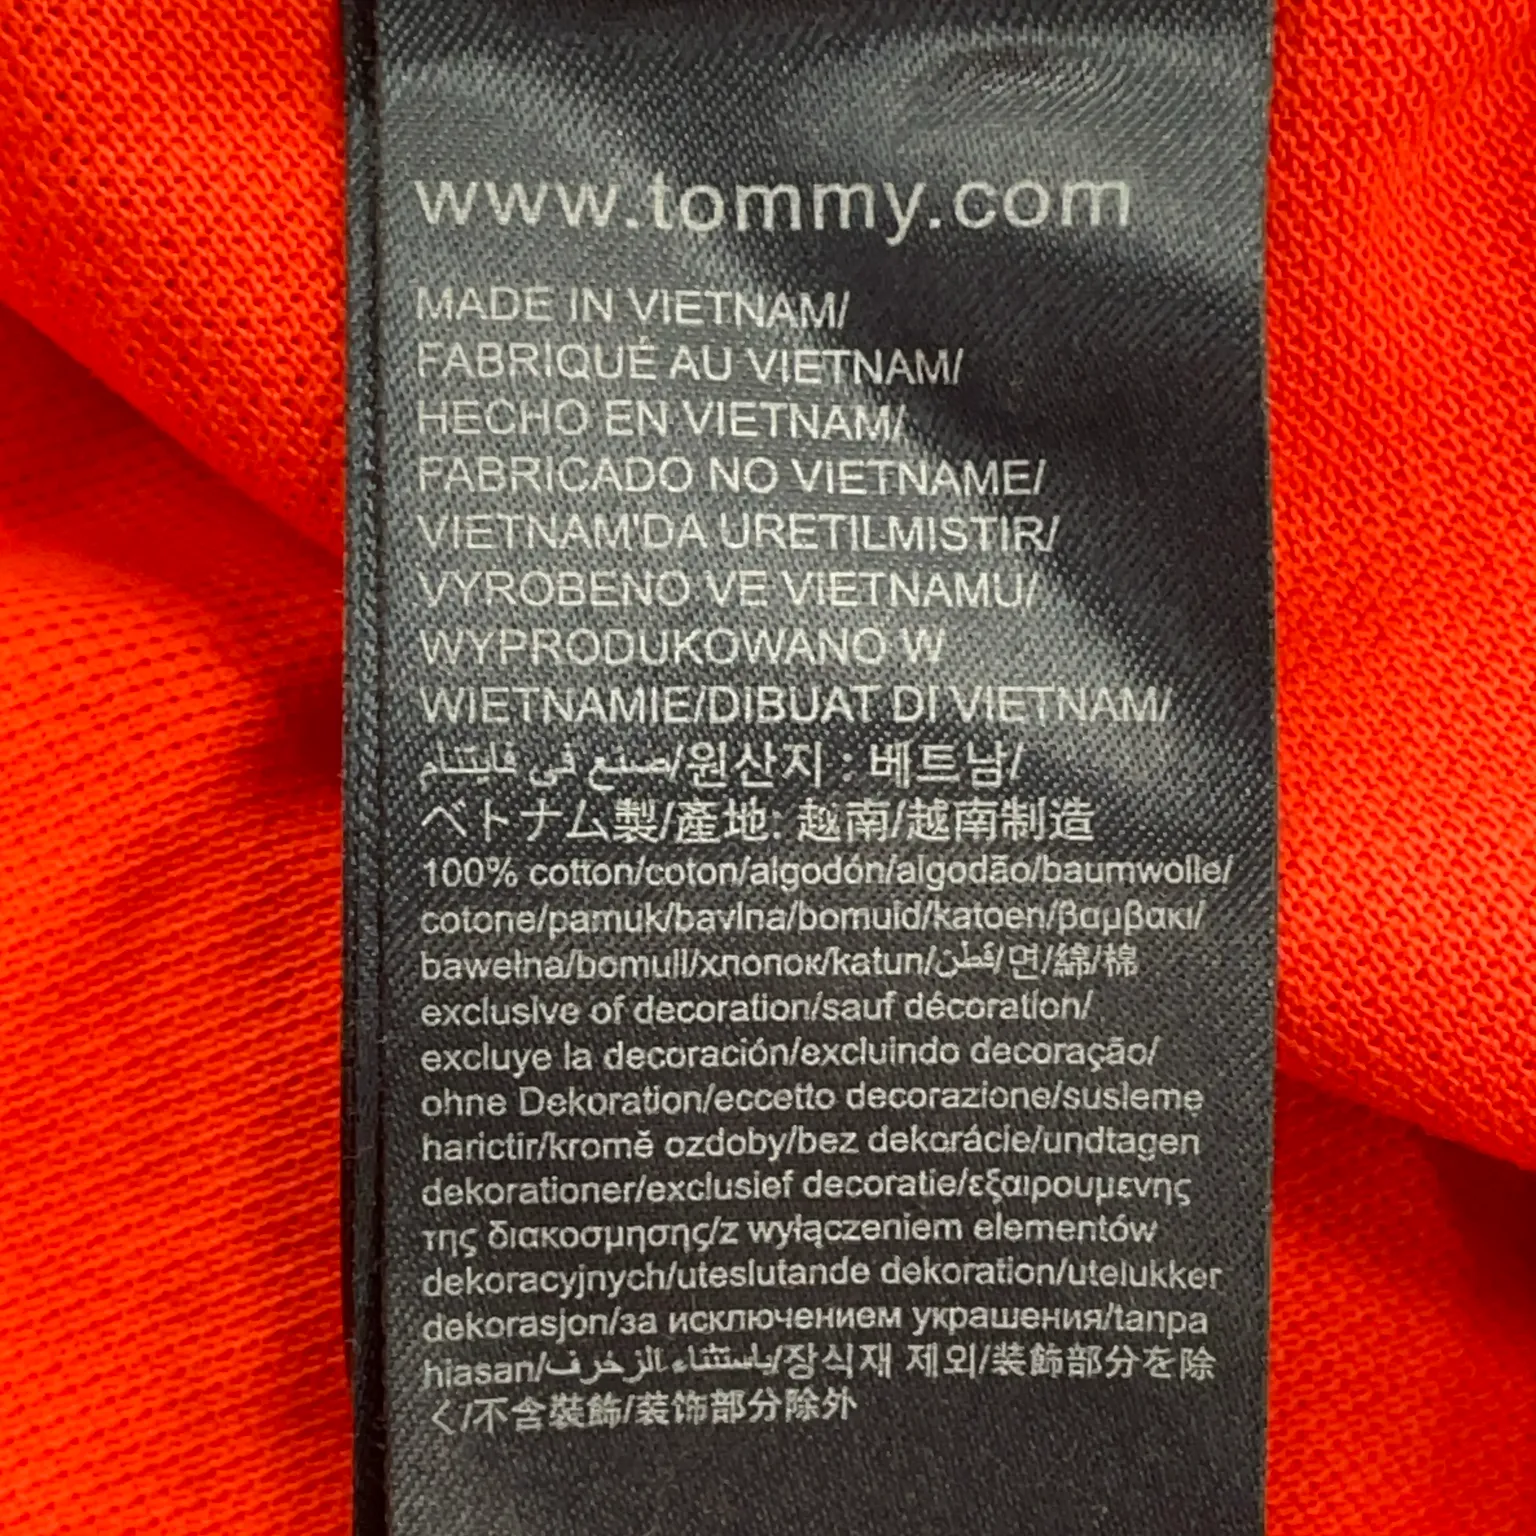 www.tommy.com
MADE IN VIETNAM/
FABRIQUÉ AU VIETNAM/
HECHO EN VIETNAM/
FABRICADO NO VIETNAME/
VIETNAM'DA URETILMISTIR/
VYROBENO VE VIETNAMU/
WYPRODUKOWANO W
WIETNAMIE/DIBUAT DI VIETNAM/
صنع في فايتنام/원산지 : 베트남/
ベトナム製/產地: 越南/越南制造
100% cotton/coton/algodón/algodão/baumwolle/
cotone/pamuk/bavlna/bomuld/katoen/βαμβακι/
bawełna/bomull/хлопок/katun/قطن/면/綿/棉
exclusive of decoration/sauf décoration/
excluye la decoración/excluindo decoração/
ohne Dekoration/eccetto decorazione/susleme
harictir/kromě ozdoby/bez dekorácie/undtagen
dekorationer/exclusief decoratie/εξαιρουμενης
της διακοσμησης/z wyłączeniem elementów
dekoracyjnych/uteslutande dekoration/utelukker
dekorasjon/за исключением украшения/tanpa
hiasan/باستثناء الزخرف/장식재 제외/装飾部分を除
く/不含裝飾/装饰部分除外